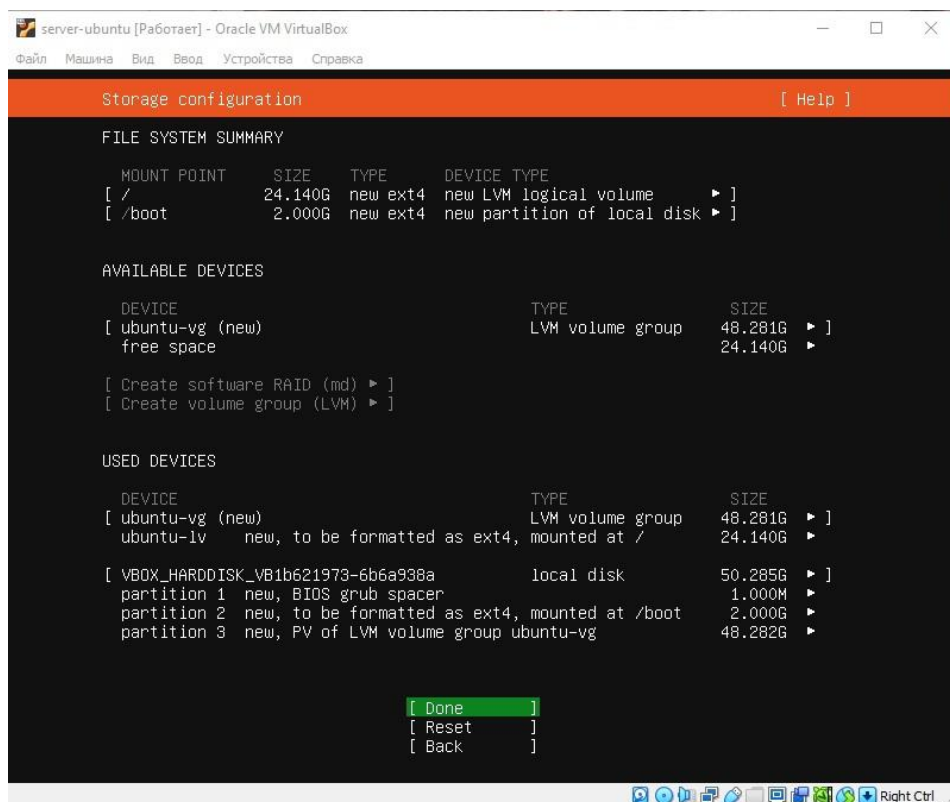 server-ubuntu [Работает] - Oracle VM VirtualBox
Файл Машина Вид Ввод Устройства Справка
Storage configuration [ Help ]
FILE SYSTEM SUMMARY
MOUNT POINT SIZE TYPE DEVICE TYPE
[ / 24.140G new ext4 new LVM logical volume ▸ ]
[ /boot 2.000G new ext4 new partition of local disk ▸ ]
AVAILABLE DEVICES
DEVICE TYPE SIZE
[ ubuntu-vg (new) LVM volume group 48.281G ▸ ]
free space 24.140G ▸
[ Create software RAID (md) ▸ ]
[ Create volume group (LVM) ▸ ]
USED DEVICES
DEVICE TYPE SIZE
[ ubuntu-vg (new) LVM volume group 48.281G ▸ ]
ubuntu-lv new, to be formatted as ext4, mounted at / 24.140G ▸
[ VBOX_HARDDISK_VB1b621973-6b6a938a local disk 50.285G ▸ ]
partition 1 new, BIOS grub spacer 1.000M ▸
partition 2 new, to be formatted as ext4, mounted at /boot 2.000G ▸
partition 3 new, PV of LVM volume group ubuntu-vg 48.282G ▸
[ Done ]
[ Reset ]
[ Back ]
Right Ctrl